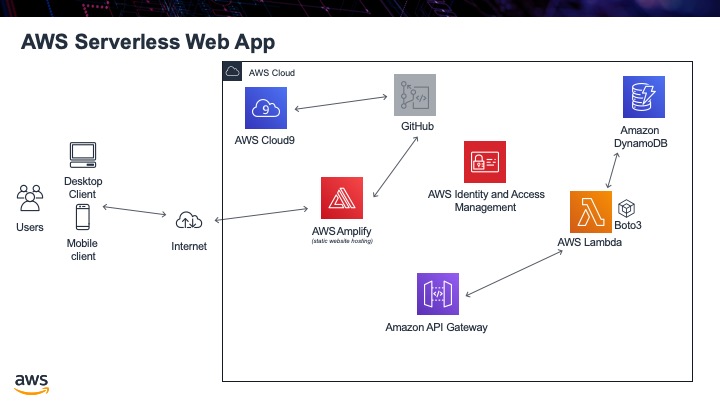 AWS Serverless Web App
AWS Cloud
9
AWS Cloud9
GitHub
Amazon
DynamoDB
Desktop
Client
AWS Identity and Access
Management
Users
Mobile
client
Internet
AWS Amplify
(static website hosting)
Boto3
AWS Lambda
Amazon API Gateway
aws